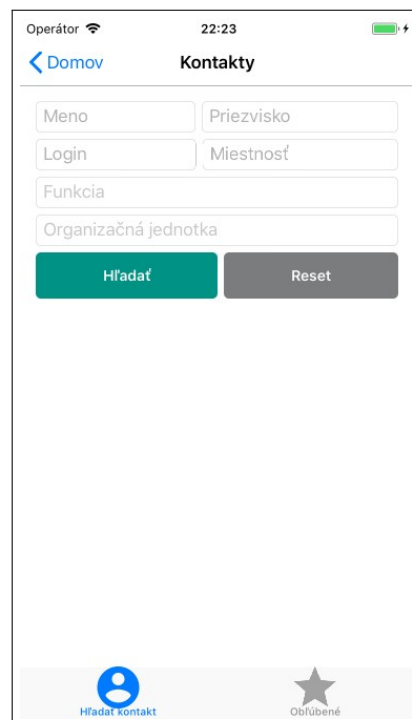 Operátor 22:23
Domov Kontakty
Meno Priezvisko
Login Miestnosť
Funkcia
Organizačná jednotka
Hľadať Reset
Hľadať kontakt Obľúbené